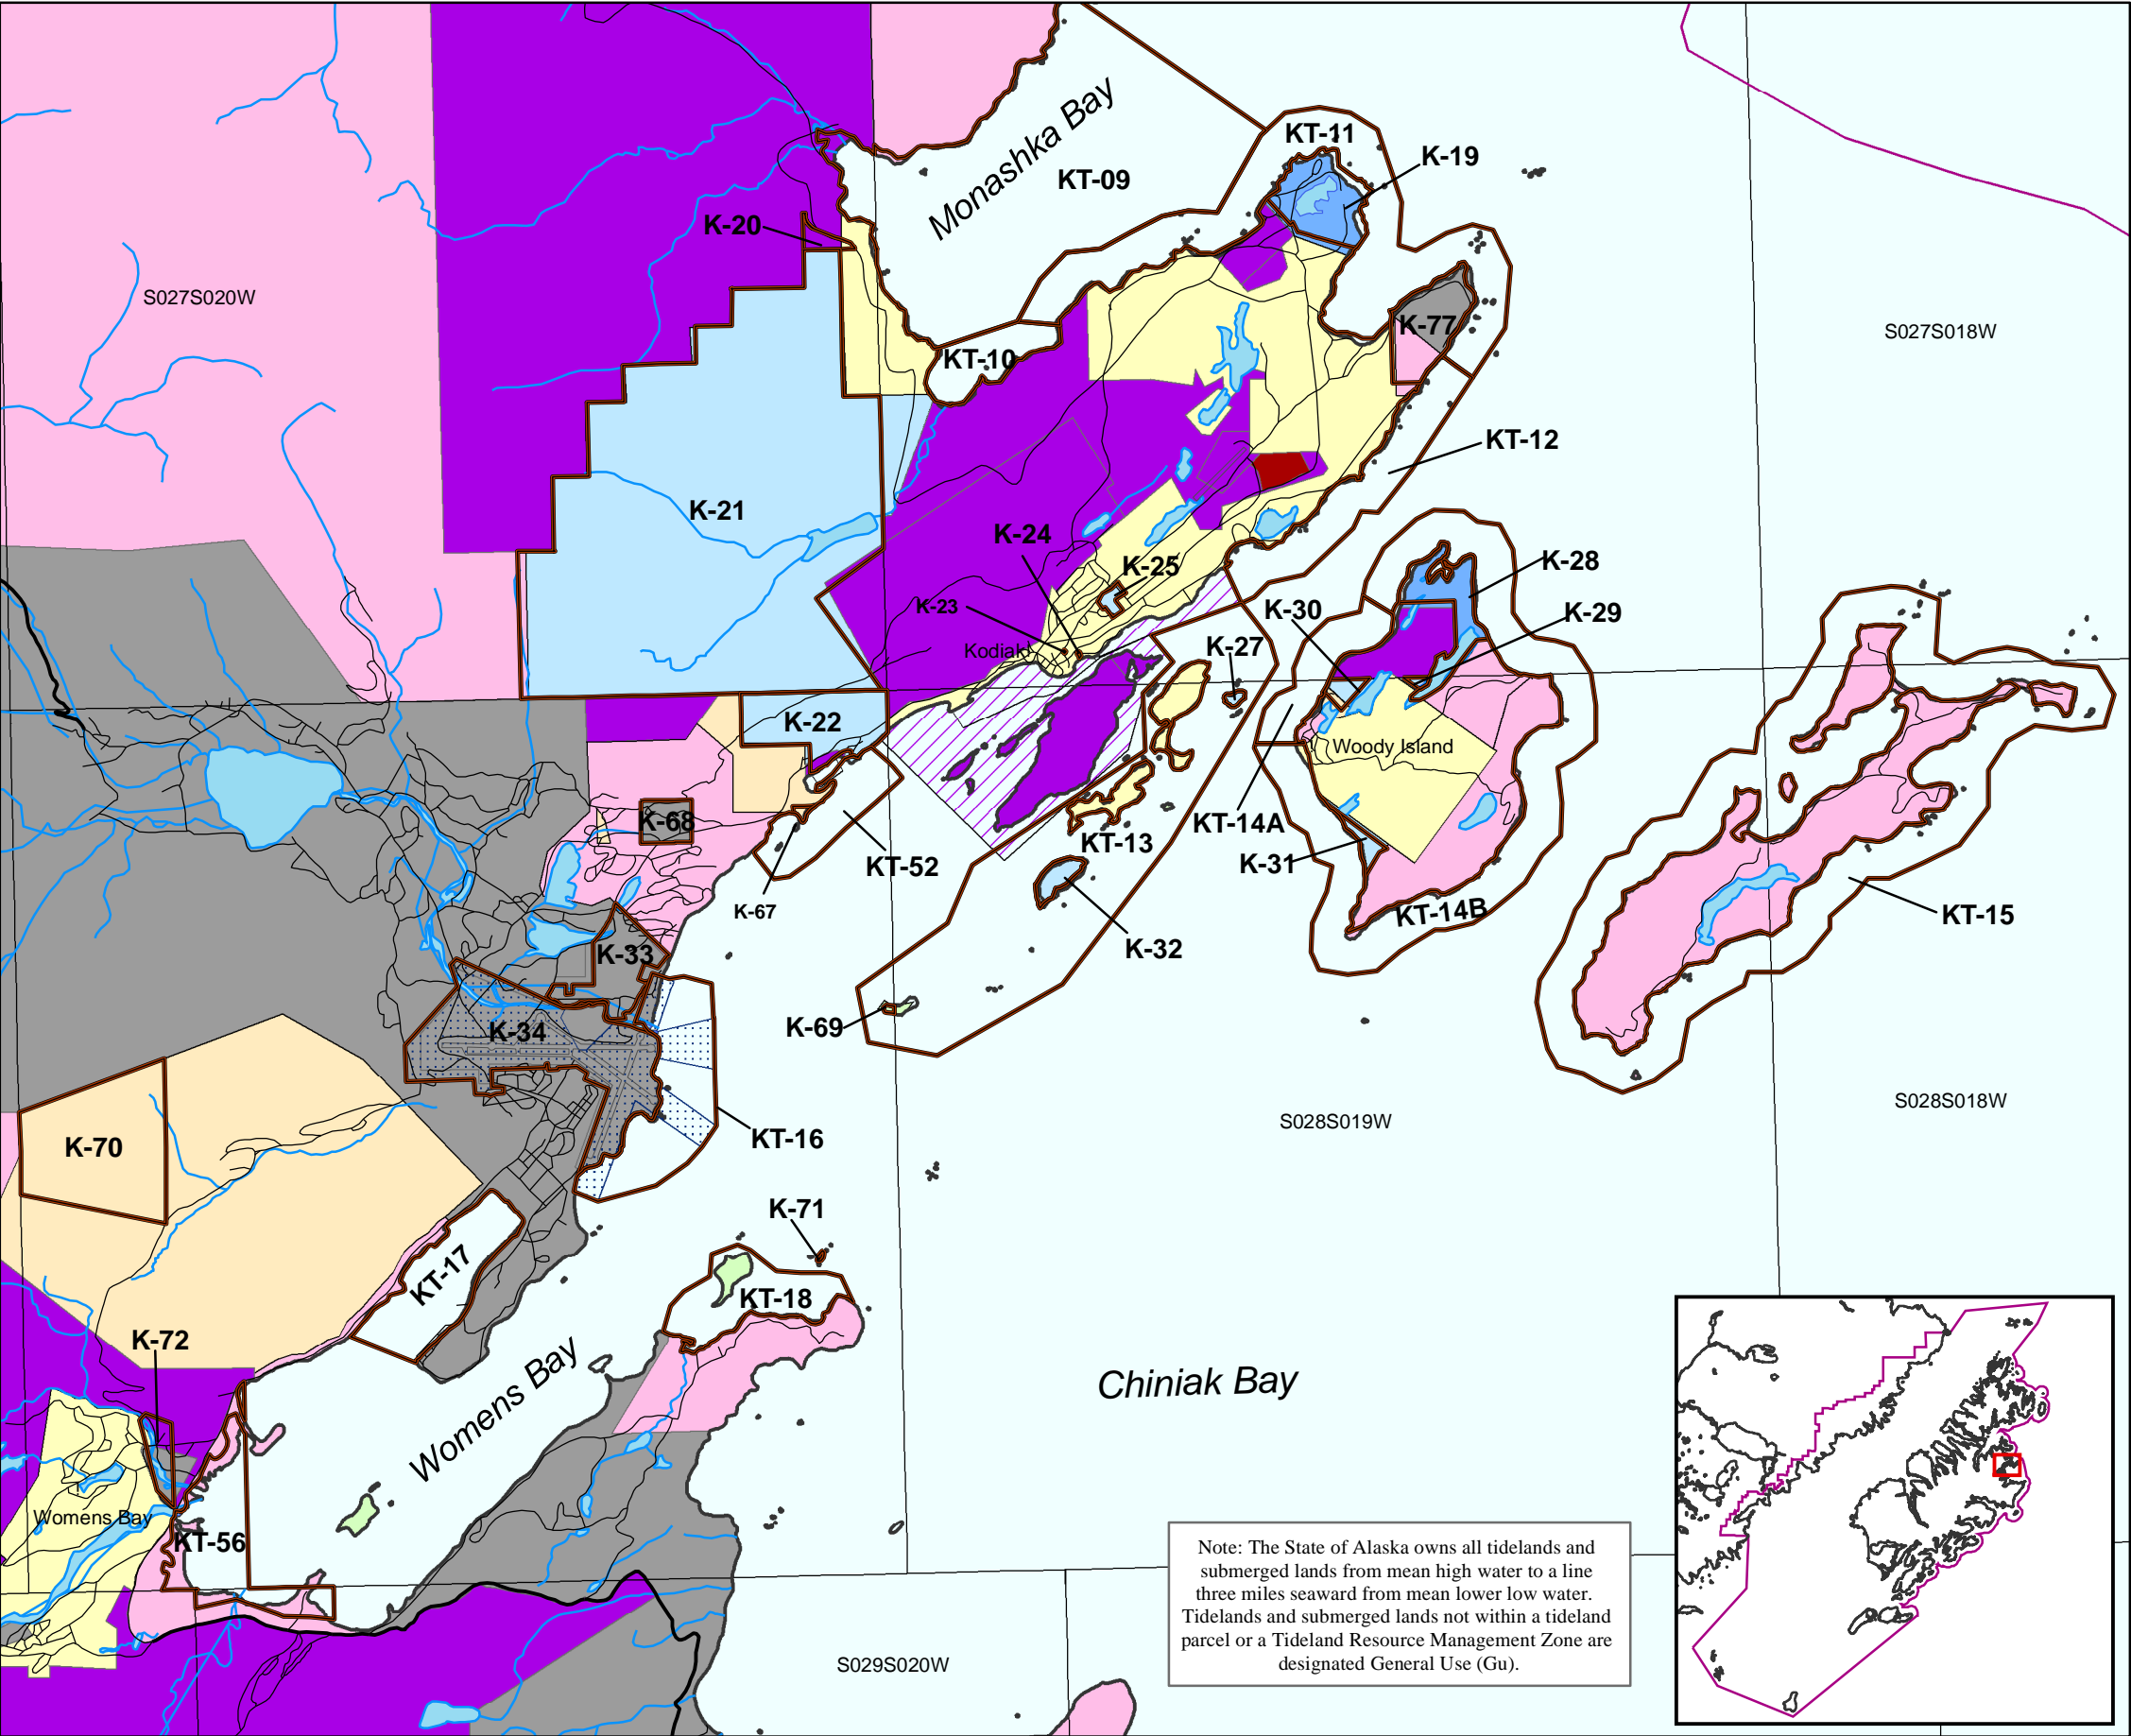 KT-11
K-19
Monashka Bay
KT-09
K-20
S027S020W
K-77
S027S018W
KT-10
KT-12
K-21
K-24
K-25
K-28
K-23
K-30
K-29
Kodiak
K-27
K-22
Woody Island
K-68
KT-14A
KT-13
KT-52
K-31
K-67
KT-14B
KT-15
K-33
K-32
K-69
K-34
S028S019W
S028S018W
KT-16
K-70
K-71
KT-17
KT-18
K-72
Womens Bay
Chiniak Bay
Womens Bay
KT-56
Note: The State of Alaska owns all tidelands and
submerged lands from mean high water to a line
three miles seaward from mean lower low water.
Tidelands and submerged lands not within a tideland
parcel or a Tideland Resource Management Zone are
designated General Use (Gu).
S029S020W